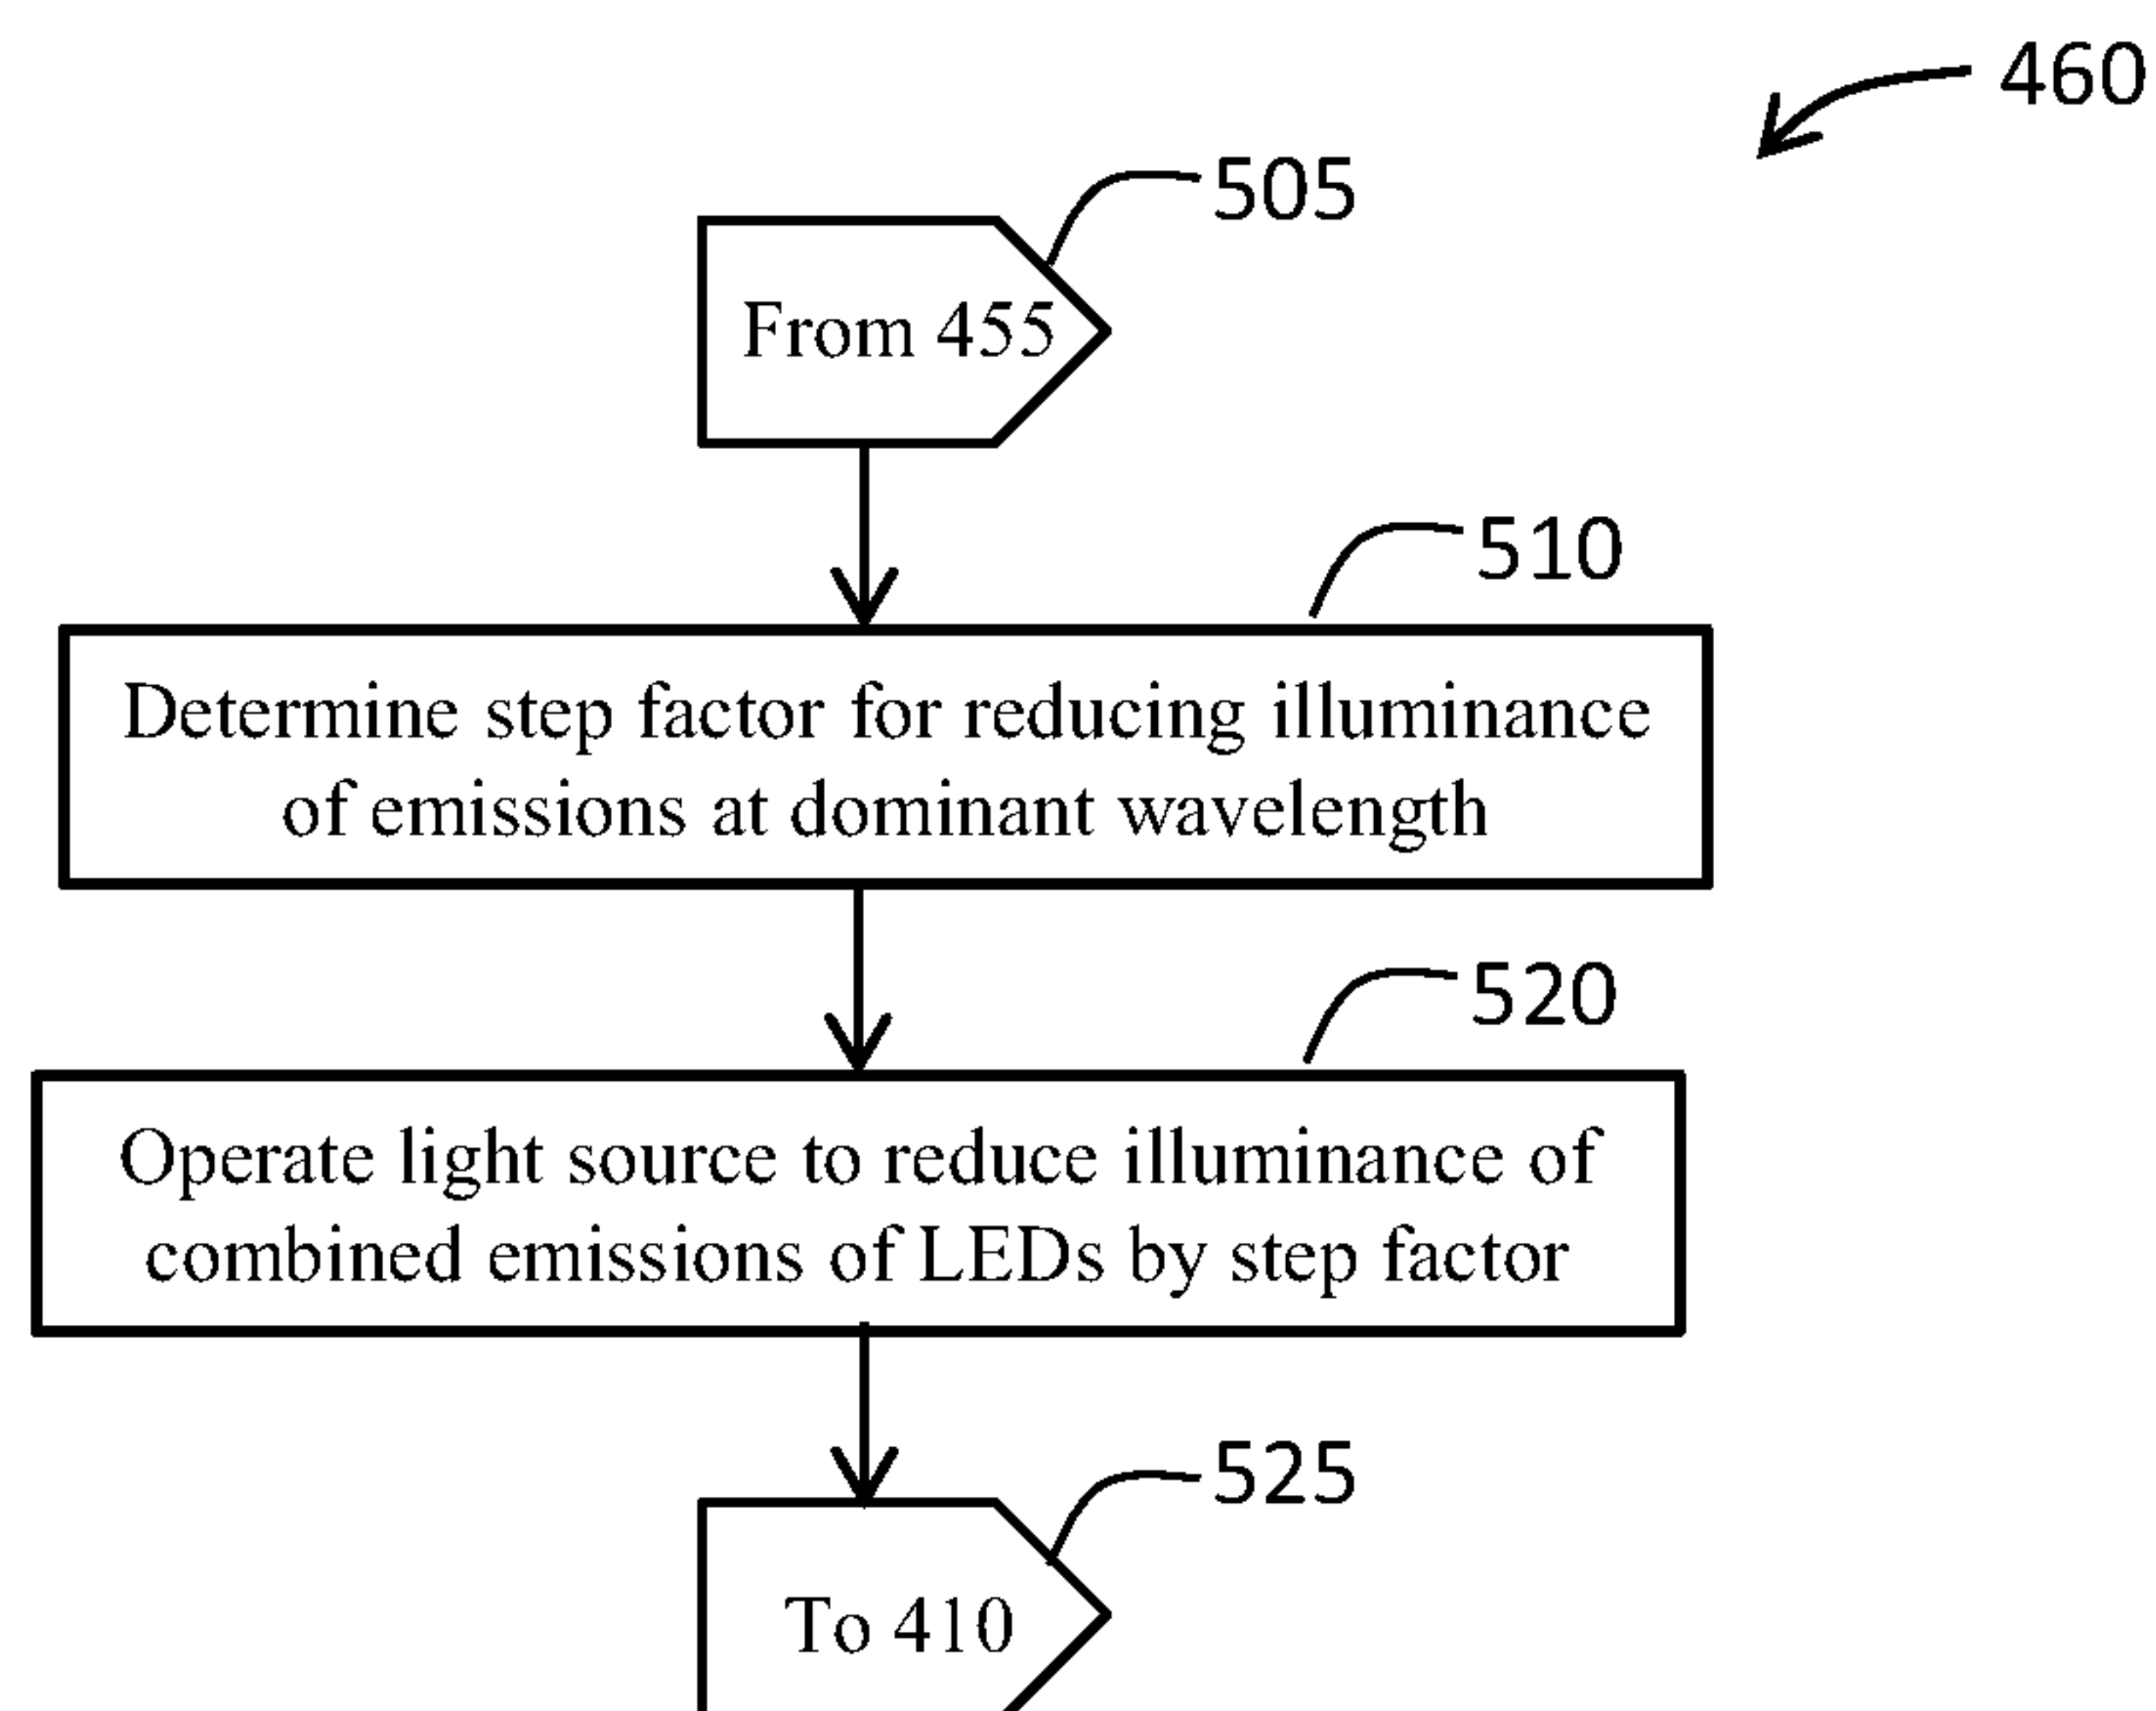 460
505
From 455
510
Determine step factor for reducing illuminance
of emissions at dominant wavelength
520
Operate light source to reduce illuminance of
combined emissions of LEDs by step factor
525
To 410